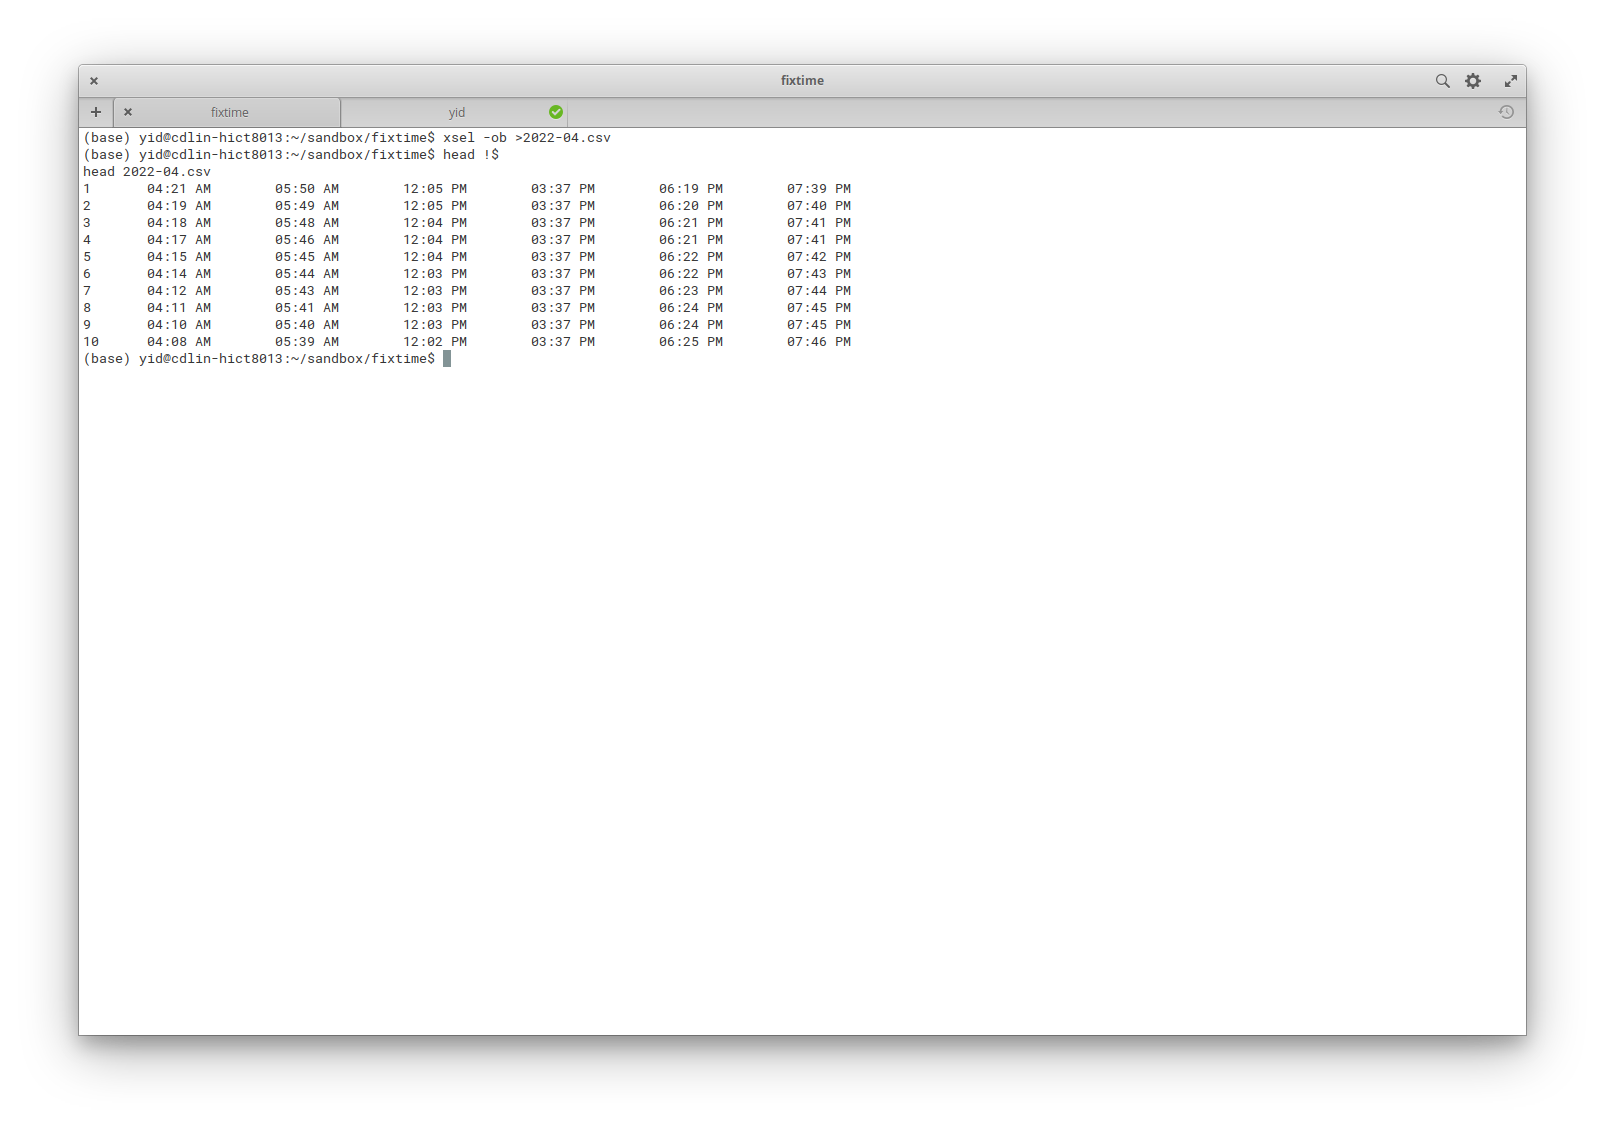 fixtime
fixtime yid
(base) yid@cdlin-hict8013:~/sandbox/fixtime$ xsel -ob >2022-04.csv
(base) yid@cdlin-hict8013:~/sandbox/fixtime$ head !$
head 2022-04.csv
1 04:21 AM 05:50 AM 12:05 PM 03:37 PM 06:19 PM 07:39 PM
2 04:19 AM 05:49 AM 12:05 PM 03:37 PM 06:20 PM 07:40 PM
3 04:18 AM 05:48 AM 12:04 PM 03:37 PM 06:21 PM 07:41 PM
4 04:17 AM 05:46 AM 12:04 PM 03:37 PM 06:21 PM 07:41 PM
5 04:15 AM 05:45 AM 12:04 PM 03:37 PM 06:22 PM 07:42 PM
6 04:14 AM 05:44 AM 12:03 PM 03:37 PM 06:22 PM 07:43 PM
7 04:12 AM 05:43 AM 12:03 PM 03:37 PM 06:23 PM 07:44 PM
8 04:11 AM 05:41 AM 12:03 PM 03:37 PM 06:24 PM 07:45 PM
9 04:10 AM 05:40 AM 12:03 PM 03:37 PM 06:24 PM 07:45 PM
10 04:08 AM 05:39 AM 12:02 PM 03:37 PM 06:25 PM 07:46 PM
(base) yid@cdlin-hict8013:~/sandbox/fixtime$